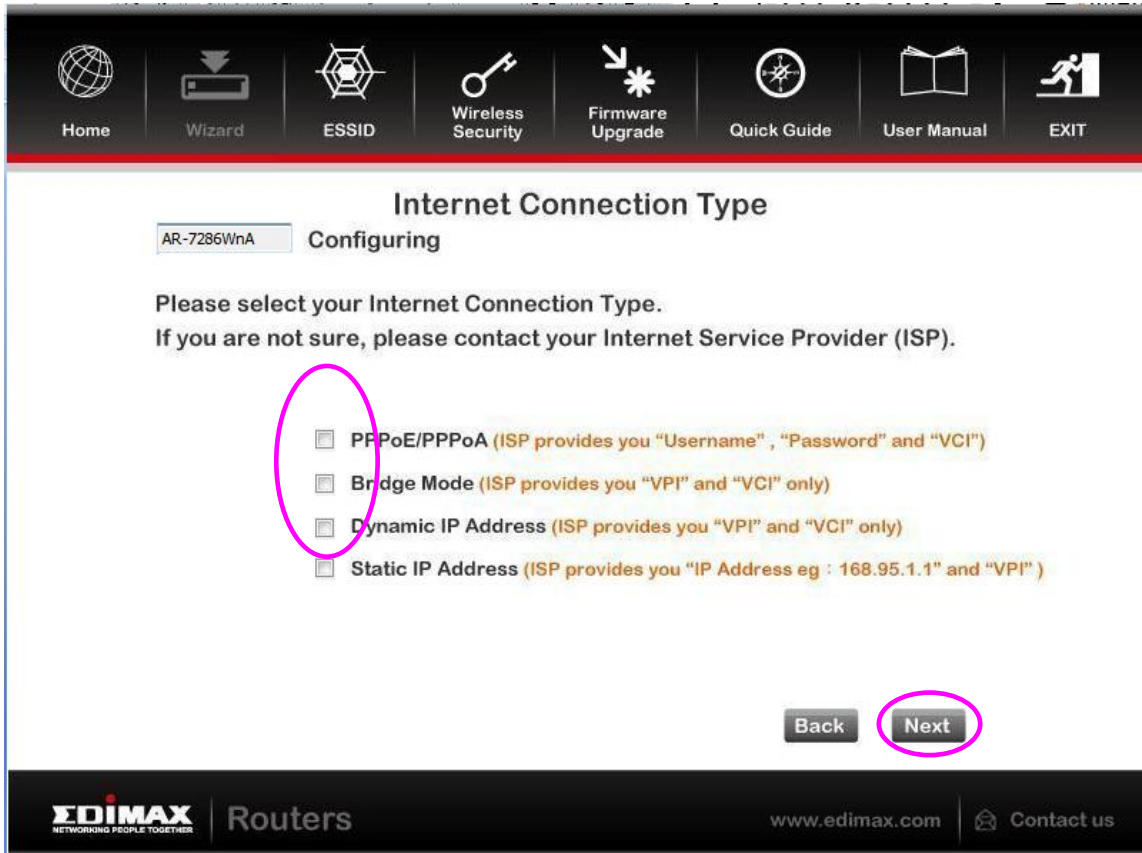 Home
Wizard
ESSID
Wireless
Security
Firmware
Upgrade
Quick Guide
User Manual
EXIT
Internet Connection Type
AR-7286WnA Configuring
Please select your Internet Connection Type.
If you are not sure, please contact your Internet Service Provider (ISP).
PPPoE/PPPoA (ISP provides you “Username” , “Password” and “VCI”)
Bridge Mode (ISP provides you “VPI” and “VCI” only)
Dynamic IP Address (ISP provides you “VPI” and “VCI” only)
Static IP Address (ISP provides you “IP Address eg : 168.95.1.1” and “VPI” )
Back Next
EDIMAX
NETWORKING PEOPLE TOGETHER
Routers
www.edimax.com
Contact us